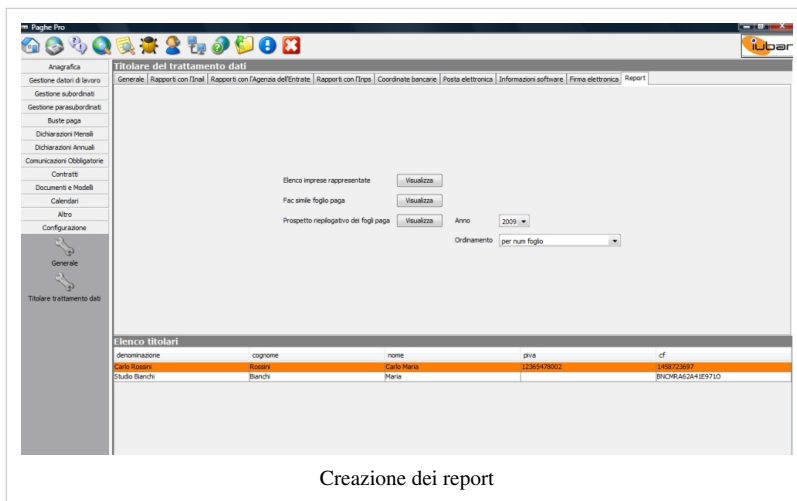 Paghe Pro
iubar
Anagrafica
Gestione datori di lavoro
Gestione subordinati
Gestione parasubordinati
Buste paga
Dichiarazioni Mensili
Dichiarazioni Annuali
Comunicazioni Obbligatorie
Contratti
Documenti e Modelli
Calendari
Altro
Configurazione
Generale
Titolare trattamento dati
Titolare del trattamento dati
Generale Rapporti con l'Inail Rapporti con l'Agenzia dell'Entrate Rapporti con l'Inps Coordinate bancarie Posta elettronica Informazioni software Firma elettronica Report
Elenco imprese rappresentate Visualizza
Fac simile foglio paga Visualizza
Prospetto riepilogativo dei fogli paga Visualizza Anno 2009
Ordinamento per num foglio
Elenco titolari
denominazione cognome nome piva cf
Carlo Rossini Rossini Carlo Maria 12365478002 1458723697
Studio Bianchi Bianchi Maria BNCMRA62A41E971O
Creazione dei report